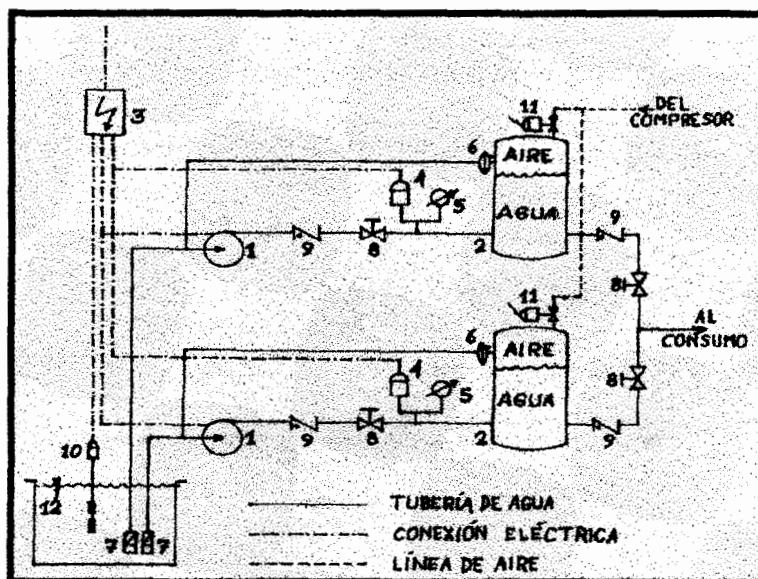 3
11
DEL
COMPRESOR
6
AIRE
4
5
AGUA
9
1
9
8
2
8
11
6
AIRE
AL
CONSUMO
4
5
8
AGUA
1
9
8
2
9
10
12
7
7
TUBERÍA DE AGUA
CONEXIÓN ELÉCTRICA
LÍNEA DE AIRE